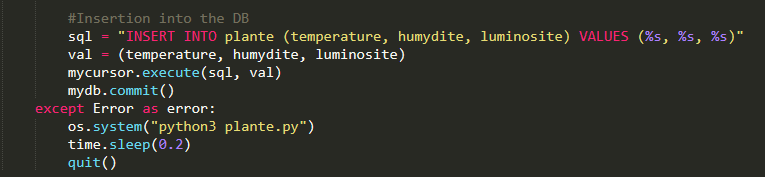 #Insertion into the DB
sql = "INSERT INTO plante (temperature, humydite, luminosite) VALUES (%s, %s, %s)"
val = (temperature, humydite, luminosite)
mycursor.execute(sql, val)
mydb.commit()
except Error as error:
os.system("python3 plante.py")
time.sleep(0.2)
quit()